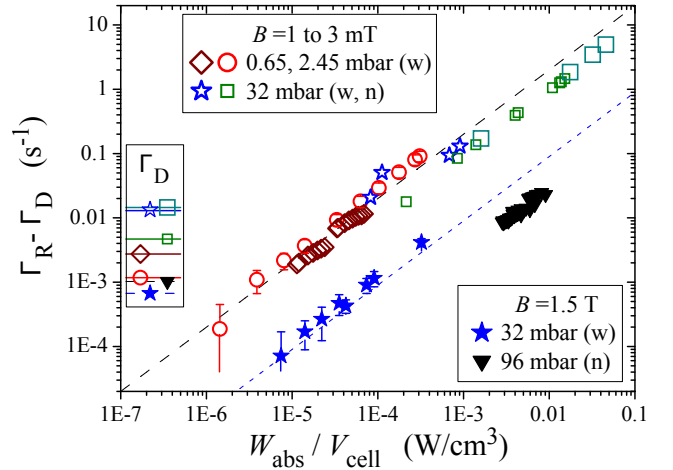 B =1 to 3 mT
0.65, 2.45 mbar (w)
32 mbar (w, n)
10
1
0.1
0.01
1E-3
1E-4
Γ_R - Γ_D (s⁻¹)
Γ_D
B =1.5 T
32 mbar (w)
96 mbar (n)
1E-7 1E-6 1E-5 1E-4 1E-3 0.01 0.1
W_abs / V_cell (W/cm³)